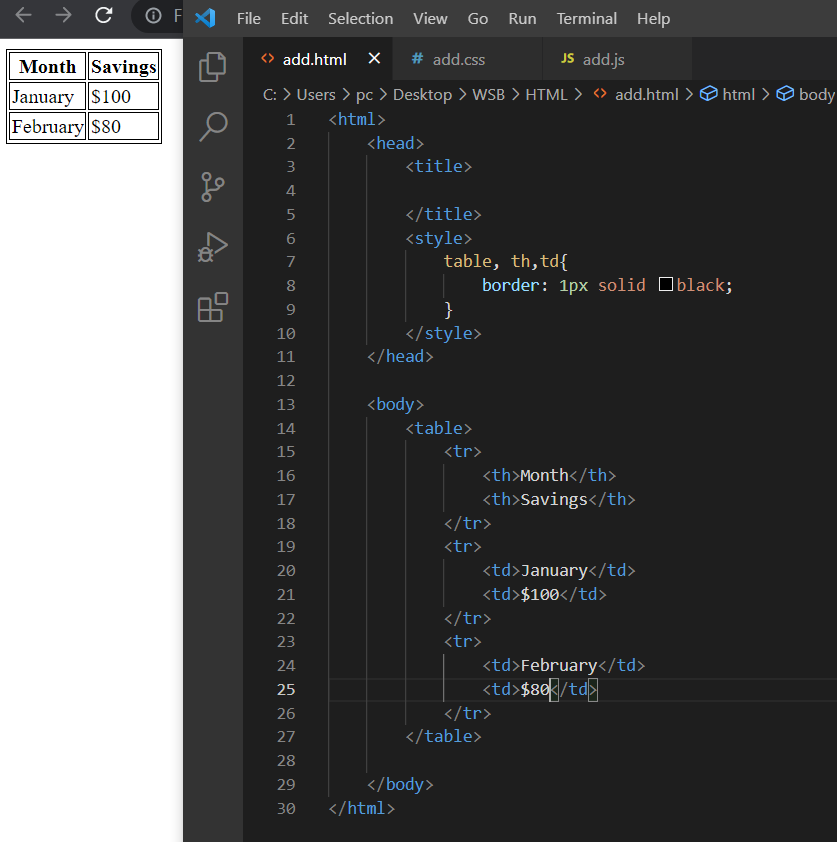 F
Month Savings
January $100
February $80
File Edit Selection View Go Run Terminal Help
add.html
# add.css
JS add.js
C: > Users > pc > Desktop > WSB > HTML > add.html > html > body
1 <html>
2 <head>
3 <title>
4
5 </title>
6 <style>
7 table, th,td{
8 border: 1px solid black;
9 }
10 </style>
11 </head>
12
13 <body>
14 <table>
15 <tr>
16 <th>Month</th>
17 <th>Savings</th>
18 </tr>
19 <tr>
20 <td>January</td>
21 <td>$100</td>
22 </tr>
23 <tr>
24 <td>February</td>
25 <td>$80</td>
26 </tr>
27 </table>
28
29 </body>
30 </html>